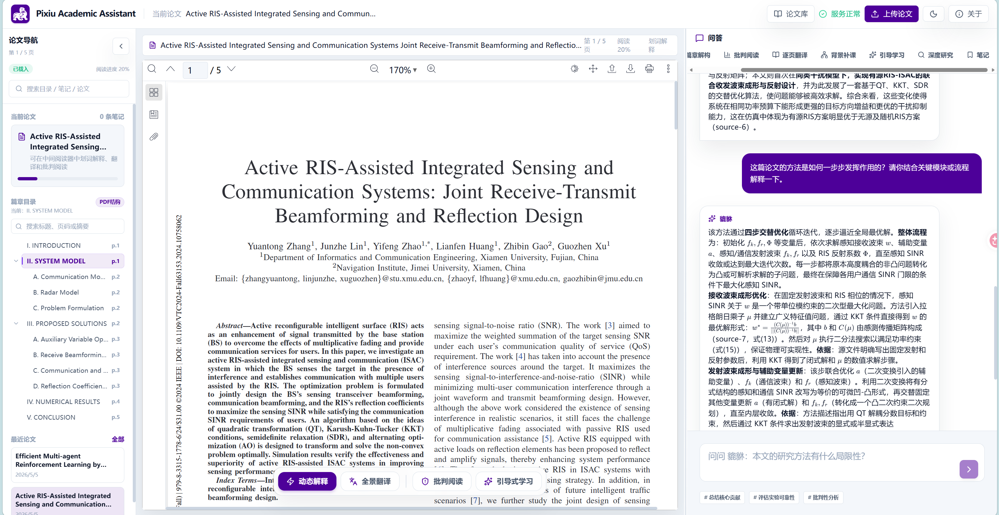 Pixiu Academic Assistant
当前论文 Active RIS-Assisted Integrated Sensing and Commun...
论文库
服务正常
上传论文
关于
论文导航
第 1 / 5 页
已载入
阅读进度 20%
搜索目录 / 笔记 / 论文
当前论文
0 条笔记
Active RIS-Assisted
Integrated Sensing...
可在中间阅读器中划词解释、翻
译和批判阅读
篇章目录
PDF结构
当前：II. SYSTEM MODEL
搜索标题、页码或摘要
I. INTRODUCTION p.1
II. SYSTEM MODEL p.1
A. Communication Mo... p.2
B. Radar Model p.2
C. Problem Formulation p.2
III. PROPOSED SOLUTIONS p.2
A. Auxiliary Variable Op... p.3
B. Receive Beamformin... p.3
C. Communication and ... p.3
D. Reflection Coefficien... p.3
IV. NUMERICAL RESULTS p.4
V. CONCLUSION p.5
最近论文
全部
Efficient Multi-agent
Reinforcement Learning by...
2026/5/5
Active RIS-Assisted Integrated
Sensing and Communication...
2026/5/5
Active RIS-Assisted Integrated Sensing and Communication Systems Joint Receive-Transmit Beamforming and Reflectio...
第 1 / 5
页
阅读
20%
划词解
释
1 / 5
170%
Active RIS-Assisted Integrated Sensing and
Communication Systems: Joint Receive-Transmit
Beamforming and Reflection Design
Yuantong Zhang1, Junzhe Lin1, Yifeng Zhao1,*, Lianfen Huang1, Zhibin Gao2, Guozhen Xu1
1Department of Informatics and Communication Engineering, Xiamen University, Fujian, China
2Navigation Institute, Jimei University, Xiamen, China
Email: {zhangyuantong, linjunzhe, xuguozhen}@stu.xmu.edu.cn, {zhaoyf, lfhuang}@xmu.edu.cn, gaozhibin@jmu.edu.cn
Fall) | 979-8-3315-1778-6/24/$31.00 ©2024 IEEE | DOI: 10.1109/VTC2024-Fall63153.2024.10758062
Abstract—Active reconfigurable intelligent surface (RIS) acts
as an enhancement of signal transmitted by the base station
(BS) to overcome the effects of multiplicative fading and provide
communication services for users. In this paper, we investigate an
active RIS-assisted integrated sensing and communication (ISAC)
system in which the BS senses the target in the presence of
interference and establishes communication with multiple users
assisted by the RIS. The optimization problem is formulated
to jointly design the BS's sensing transceiver beamforming,
communication beamforming, and the RIS's reflection coefficients
to maximize the sensing SINR while satisfying the communication
SINR requirements of users. An algorithm based on the ideas
of quadratic transformation (QT), Karush-Kuhn-Tucker (KKT)
conditions, semidefinite relaxation (SDR), and alternating opti-
mization (AO) is designed to transform and solve the non-convex
problem optimally. Simulation results verify the effectiveness and
superiority of active RIS-assisted ISAC systems in improving
sensing performance
Index Terms—Int
reconfigurable intel
beamforming design.
sensing signal-to-noise ratio (SNR). The work [3] aimed to
maximize the weighted summation of the target sensing SNR
under each user's communication quality of service (QoS)
requirement. The work [4] has taken into account the presence
of interference sources around the target. It maximizes the
sensing signal-to-interference-and-noise-ratio (SINR) while
minimizing multi-user communication interference through a
joint waveform and transmit beamforming design. However,
although the above work considered the existence of sensing
interference in realistic scenarios, it still faces the challenge
of multiplicative fading associated with passive RIS used
for communication assistance [5]. Active RIS equipped with
active loads on reflection elements has been proposed to reflect
and amplify signals, thereby enhancing system performance
RIS in ISAC systems with
sing strategy. In addition, in
s of future intelligent traffic
scenarios [7], we further study the joint design of sensing
动态解释
全景翻译
批判阅读
引导式学习
问答
篇章解构
批判阅读
逐页翻译
背景补课
引导学习
深度研究
笔记
与反射矩阵；本文则首次在同类干扰模型下，实现有源RIS-ISAC的联
合收发波束成形与反射设计，并为此发展了一套基于QT、KKT、SDR
的交替优化算法，使问题能够被高效求解。综合来看，这些变化使得
系统在相同功率预算下能形成更强的目标方向增益和更优的干扰抑制
能力，这在仿真中体现为有源RIS方案明显优于无源及随机RIS方案
（source-6）。
这篇论文的方法是如何一步步发挥作用的？请你结合关键模块或流程
解释一下。
貔貅
该方法通过四步交替优化循环迭代，逐步逼近全局最优解。整体流程
为：初始化 f_k, f_r, Φ 等变量后，依次求解感知接收波束 w、辅助变量
a、感知/通信发射波束 f_k, f_r 以及 RIS 反射系数 Φ，直至感知 SINR
收敛或达到最大迭代次数。每一步都将原本高度耦合的非凸问题转化
为凸或可解析求解的子问题，最终在保障各用户通信 SINR 门限的条
件下最大化感知 SINR。
接收波束成形优化：在固定发射波束和 RIS 相位的情况下，感知
SINR 关于 w 是一个带单位模约束的二次型最大化问题。方法引入拉
格朗日乘子 μ 并建立广义特征值问题，通过 KKT 条件直接得到 w 的
最优解形式：w* = (C(μ))⁻¹b / ||(C(μ))⁻¹b||，其中 b 和 C(μ) 由感测传播矩阵构成
（source-7，式(13)）。然后对 μ 执行二分法搜索以满足功率约束
（式(15)），保证物理可实现性。依据：源文件明确写出固定发射和
反射参数后，利用 KKT 得到了闭式解和 μ 的数值求解步骤。
发射波束成形与辅助变量更新：该步联合优化 a（二次变换引入的辅
助变量）、f_k（通信波束）和 f_r（感知波束）。利用二次变换将有分
式结构的感知和通信 SINR 改写为等价的可微凹-凸形式，再交替固定
其他变量更新 a（有闭式解）和 f_k, f_r（转化成一个凸二次约束二次规
划），直至内层收敛。依据：方法描述指出用 QT 解耦分数目标和约
束，然后通过 KKT 条件求出发射波束的显式或半显式表达
问问 貔貅：本文的研究方法有什么局限性？
# 总结核心贡献
# 评估实验可靠性
# 批判性分析